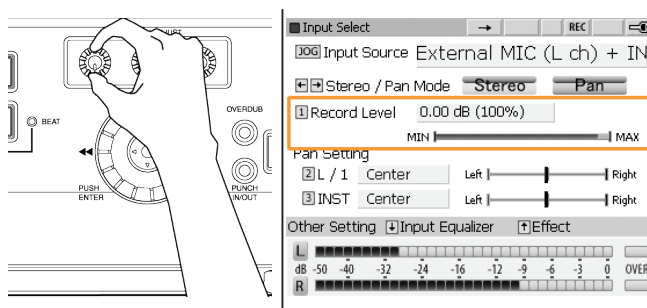 BEAT
OVERDUB
PUSH
ENTER
PUNCH
IN/OUT
Input Select → REC
JOG Input Source External MIC (L ch) + IN
←→ Stereo / Pan Mode Stereo Pan
1 Record Level 0.00 dB (100%)
MIN MAX
Pan Setting
2 L / 1 Center Left Right
3 INST Center Left Right
Other Setting ↓ Input Equalizer ↑ Effect
L
dB -50 -40 -32 -24 -16 -12 -9 -6 -3 0 OVER
R